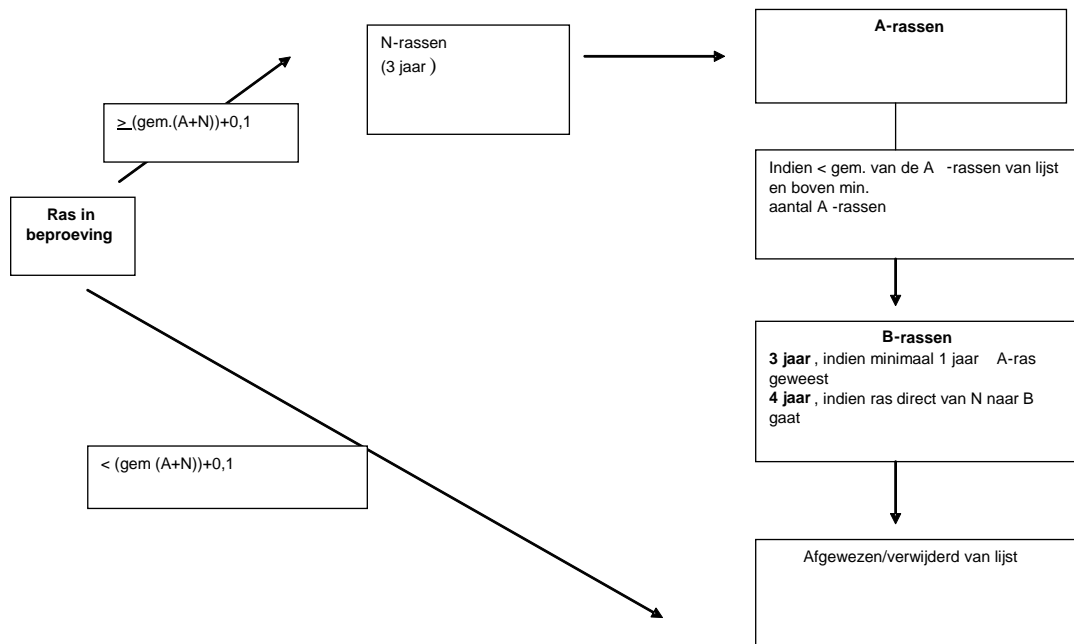 N-rassen
(3 jaar )
A-rassen
≥ (gem.(A+N))+0,1
Indien < gem. van de A -rassen van lijst
en boven min.
aantal A -rassen
Ras in
beproeving
B-rassen
3 jaar , indien minimaal 1 jaar A-ras
geweest
4 jaar , indien ras direct van N naar B
gaat
< (gem (A+N))+0,1
Afgewezen/verwijderd van lijst